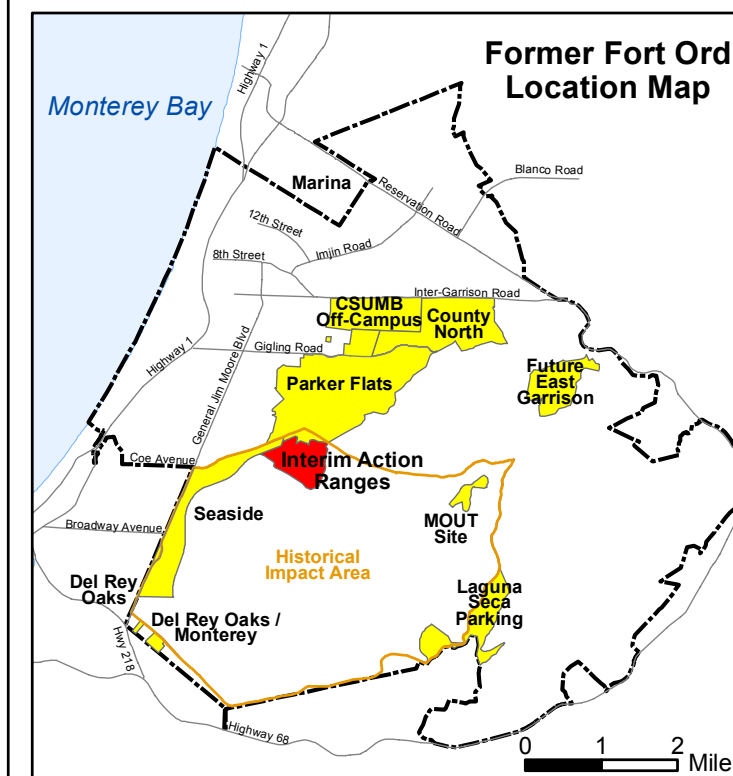 Former Fort Ord
Location Map
Highway 1
Monterey Bay
Blanco Road
Marina
Reservation Road
12th Street
Imjin Road
8th Street
Inter-Garrison Road
CSUMB
Off-Campus
County
North
General Jim Moore Blvd
Highway 1
Gigling Road
Parker Flats
Future
East
Garrison
Coe Avenue
Interim Action
Ranges
Seaside
MOUT
Site
Broadway Avenue
Historical
Impact Area
Del Rey
Oaks
Laguna
Seca
Parking
Del Rey Oaks /
Monterey
Hwy 218
Highway 68
0 1 2
Mile